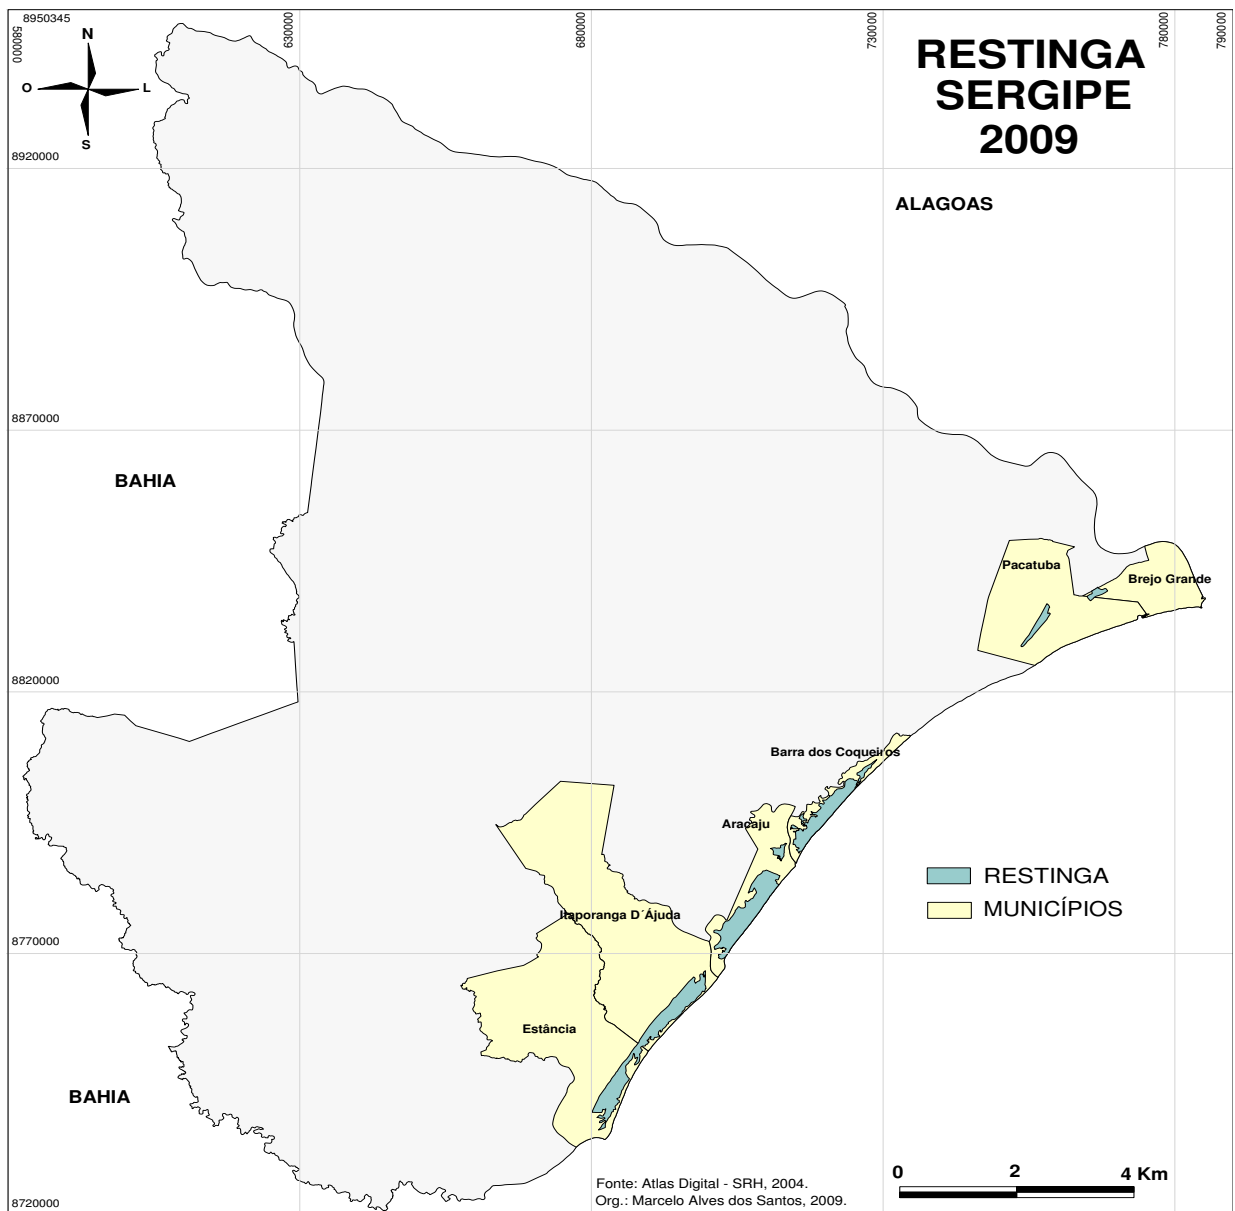 8950345
580000
630000
680000
730000
780000
790000
N
O
L
S
RESTINGA
SERGIPE
2009
8920000
ALAGOAS
8870000
BAHIA
Pacatuba
Brejo Grande
8820000
Barra dos Coqueiros
Aracaju
RESTINGA
MUNICÍPIOS
Itaporanga D´Ájuda
8770000
Estância
BAHIA
0 2 4 Km
Fonte: Atlas Digital - SRH, 2004.
Org.: Marcelo Alves dos Santos, 2009.
8720000